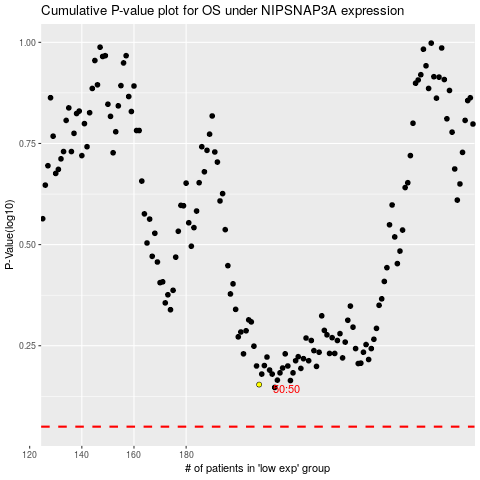 Cumulative P-value plot for OS under NIPSNAP3A expression
P-Value(log10)
1.00
0.75
0.50
0.25
50:50
120 140 160 180
# of patients in 'low exp' group